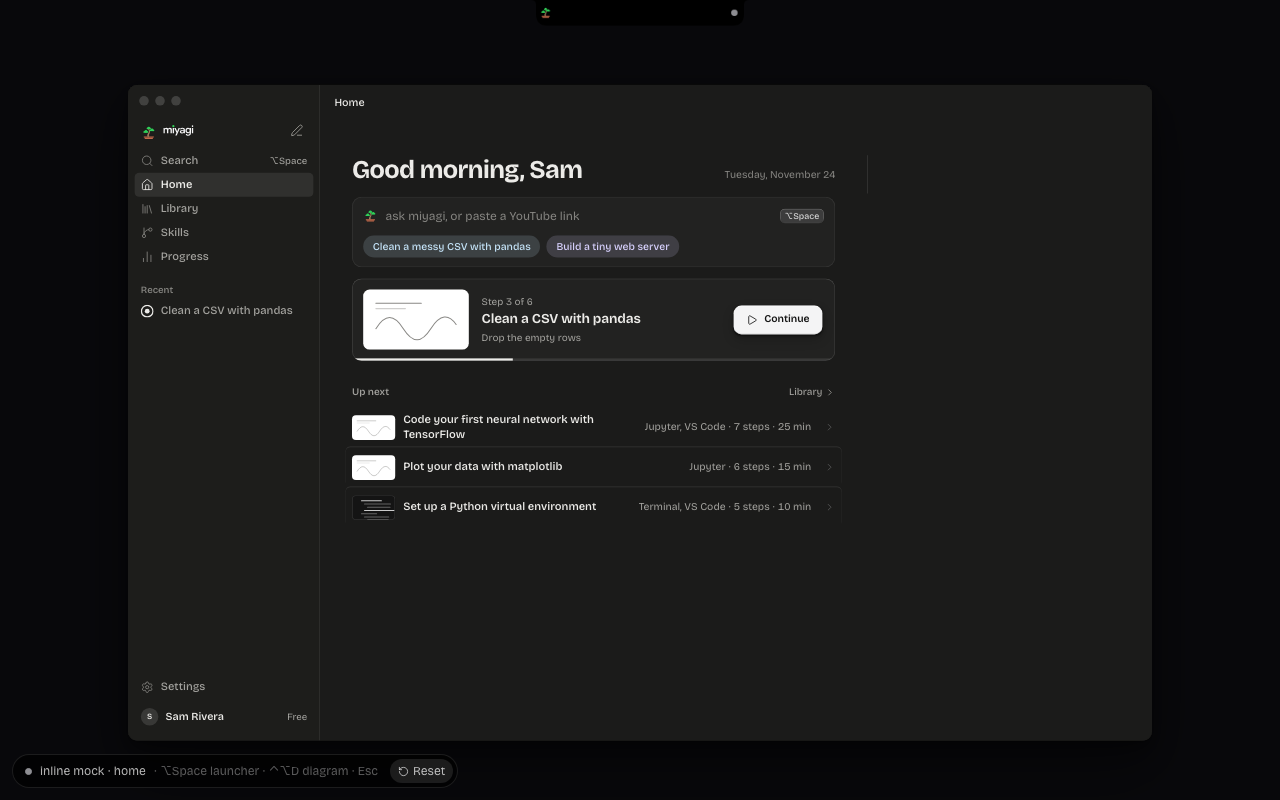 Home
miyagi
Search ⌥Space
Home
Library
Skills
Progress
Recent
Clean a CSV with pandas
Settings
S Sam Rivera Free
Good morning, Sam
Tuesday, November 24
ask miyagi, or paste a YouTube link ⌥Space
Clean a messy CSV with pandas Build a tiny web server
Step 3 of 6
Clean a CSV with pandas
Drop the empty rows
Continue
Up next Library
Code your first neural network with
TensorFlow
Jupyter, VS Code · 7 steps · 25 min
Plot your data with matplotlib Jupyter · 6 steps · 15 min
Set up a Python virtual environment Terminal, VS Code · 5 steps · 10 min
inline mock · home · ⌥Space launcher · ^⌥D diagram · Esc Reset